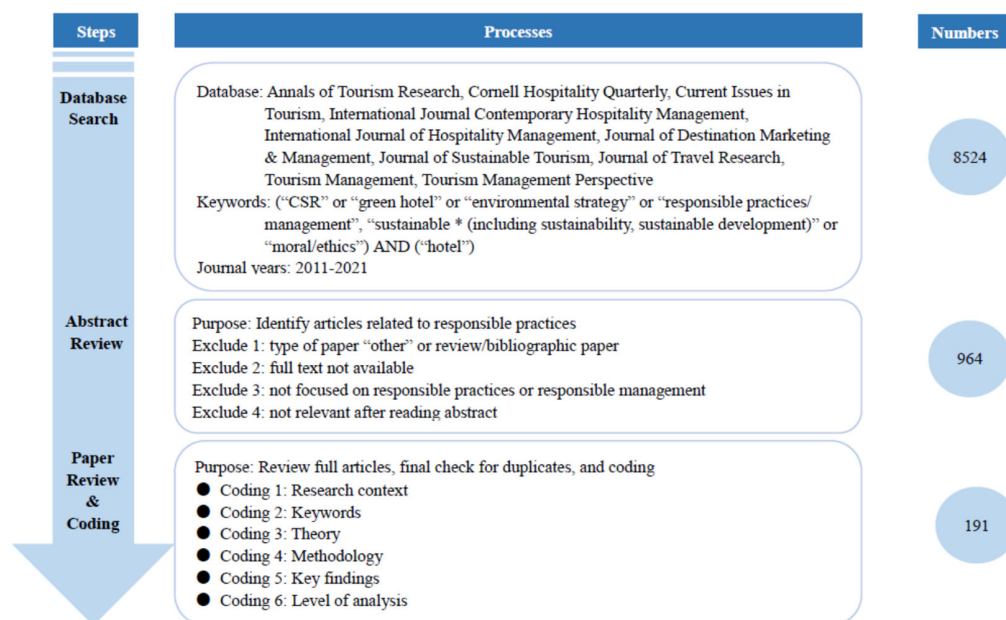 Steps
Processes
Numbers
Database
Search
Database: Annals of Tourism Research, Cornell Hospitality Quarterly, Current Issues in
Tourism, International Journal Contemporary Hospitality Management,
International Journal of Hospitality Management, Journal of Destination Marketing
& Management, Journal of Sustainable Tourism, Journal of Travel Research,
Tourism Management, Tourism Management Perspective
Keywords: (“CSR” or “green hotel” or “environmental strategy” or “responsible practices/
management”, “sustainable * (including sustainability, sustainable development)” or
“moral/ethics”) AND (“hotel”)
Journal years: 2011-2021
8524
Abstract
Review
Purpose: Identify articles related to responsible practices
Exclude 1: type of paper “other” or review/bibliographic paper
Exclude 2: full text not available
Exclude 3: not focused on responsible practices or responsible management
Exclude 4: not relevant after reading abstract
964
Paper
Review
&
Coding
Purpose: Review full articles, final check for duplicates, and coding
● Coding 1: Research context
● Coding 2: Keywords
● Coding 3: Theory
● Coding 4: Methodology
● Coding 5: Key findings
● Coding 6: Level of analysis
191